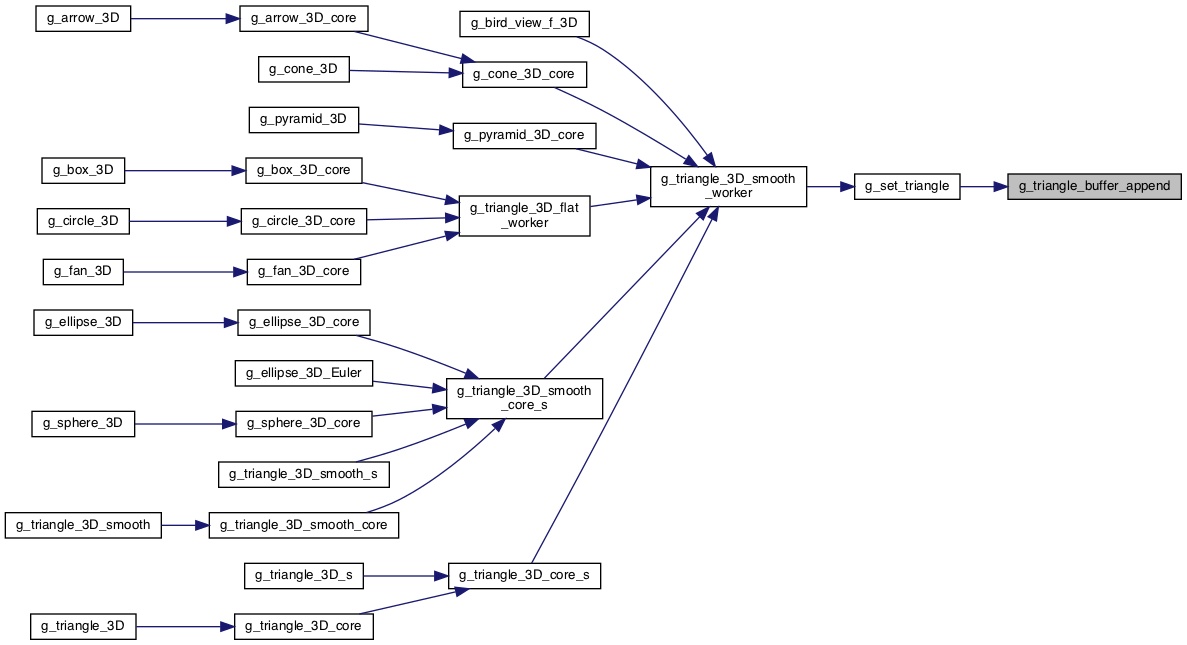 g_arrow_3D
g_arrow_3D_core
g_bird_view_f_3D
g_cone_3D
g_cone_3D_core
g_pyramid_3D
g_pyramid_3D_core
g_box_3D
g_box_3D_core
g_triangle_3D_smooth
_worker
g_set_triangle
g_triangle_buffer_append
g_circle_3D
g_circle_3D_core
g_triangle_3D_flat
_worker
g_fan_3D
g_fan_3D_core
g_ellipse_3D
g_ellipse_3D_core
g_ellipse_3D_Euler
g_triangle_3D_smooth
_core_s
g_sphere_3D
g_sphere_3D_core
g_triangle_3D_smooth_s
g_triangle_3D_smooth
g_triangle_3D_smooth_core
g_triangle_3D_s
g_triangle_3D_core_s
g_triangle_3D
g_triangle_3D_core